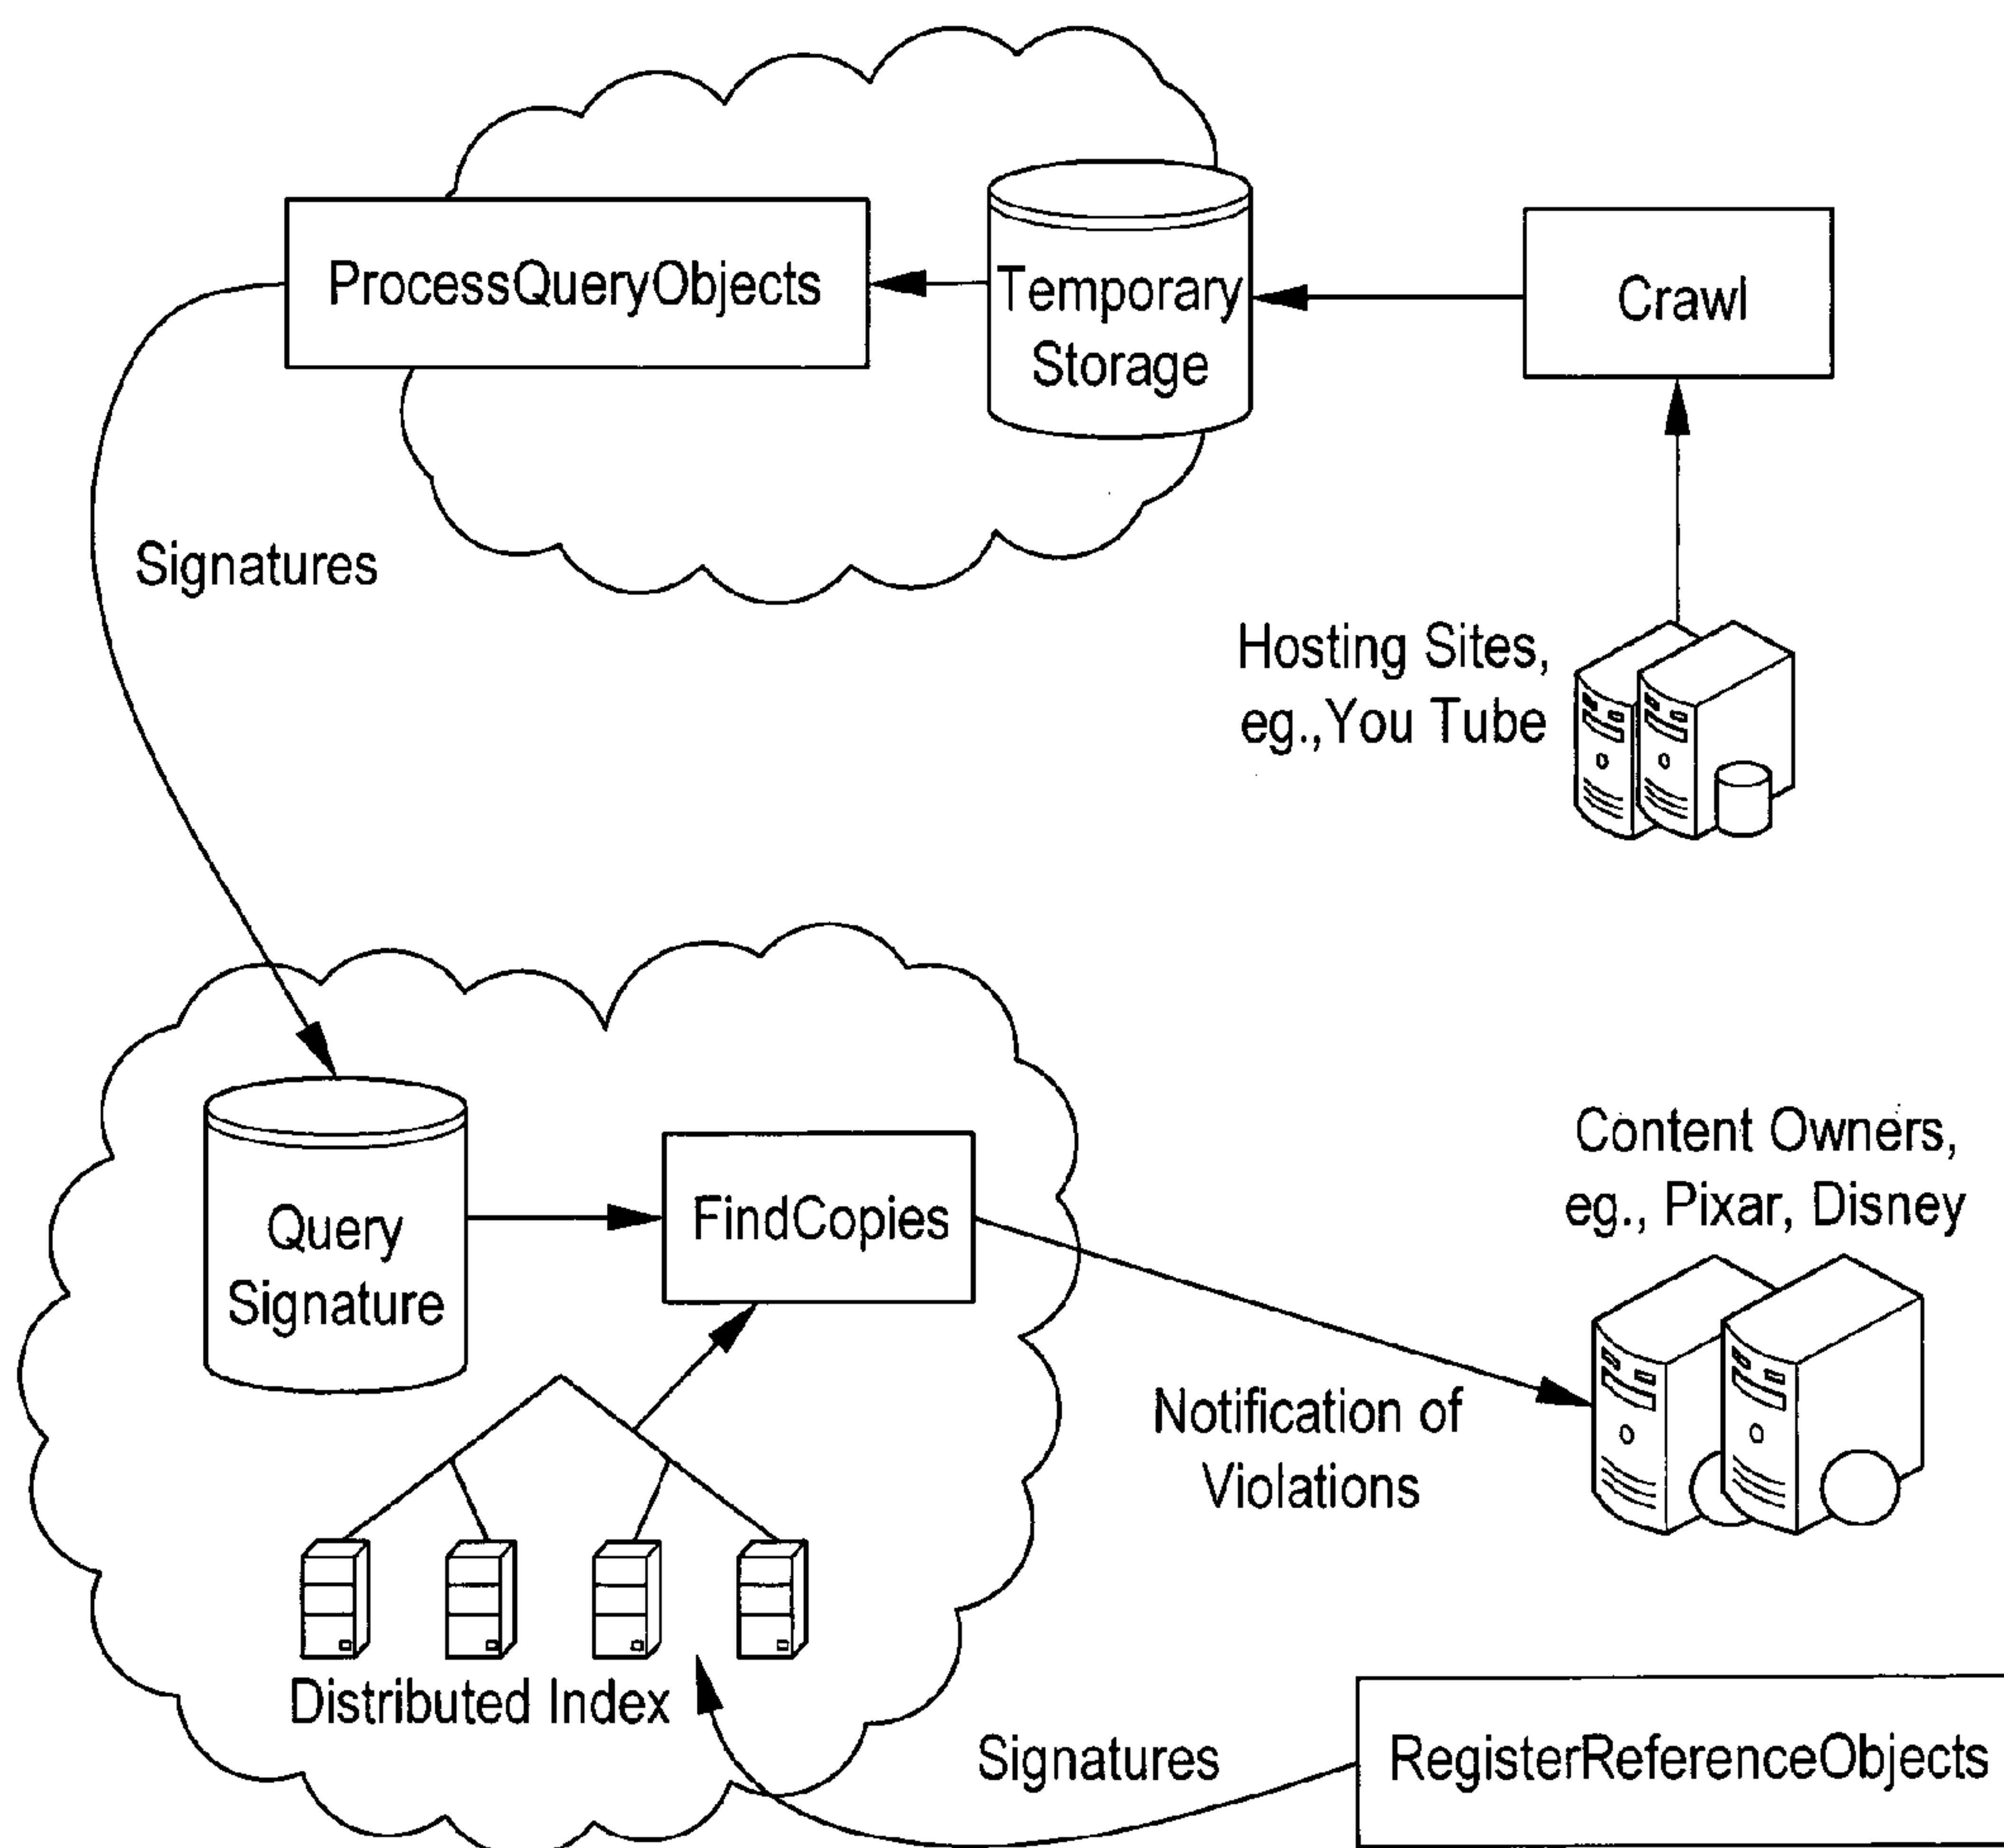 ProcessQueryObjects
Temporary
Storage
Crawl
Signatures
Hosting Sites,
eg.,You Tube
Query
Signature
FindCopies
Content Owners,
eg., Pixar, Disney
Notification of
Violations
Distributed Index
Signatures
RegisterReferenceObjects